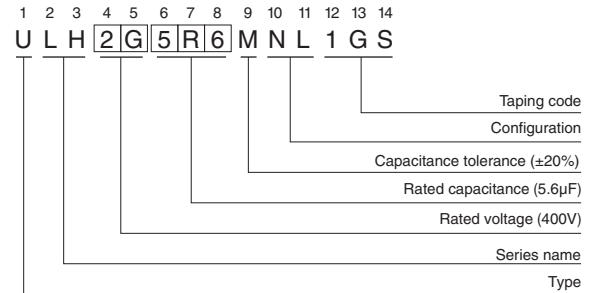 1 2 3 4 5 6 7 8 9 10 11 12 13 14
U L H 2 G 5 R 6 M N L 1 G S
Taping code
Configuration
Capacitance tolerance (±20%)
Rated capacitance (5.6µF)
Rated voltage (400V)
Series name
Type